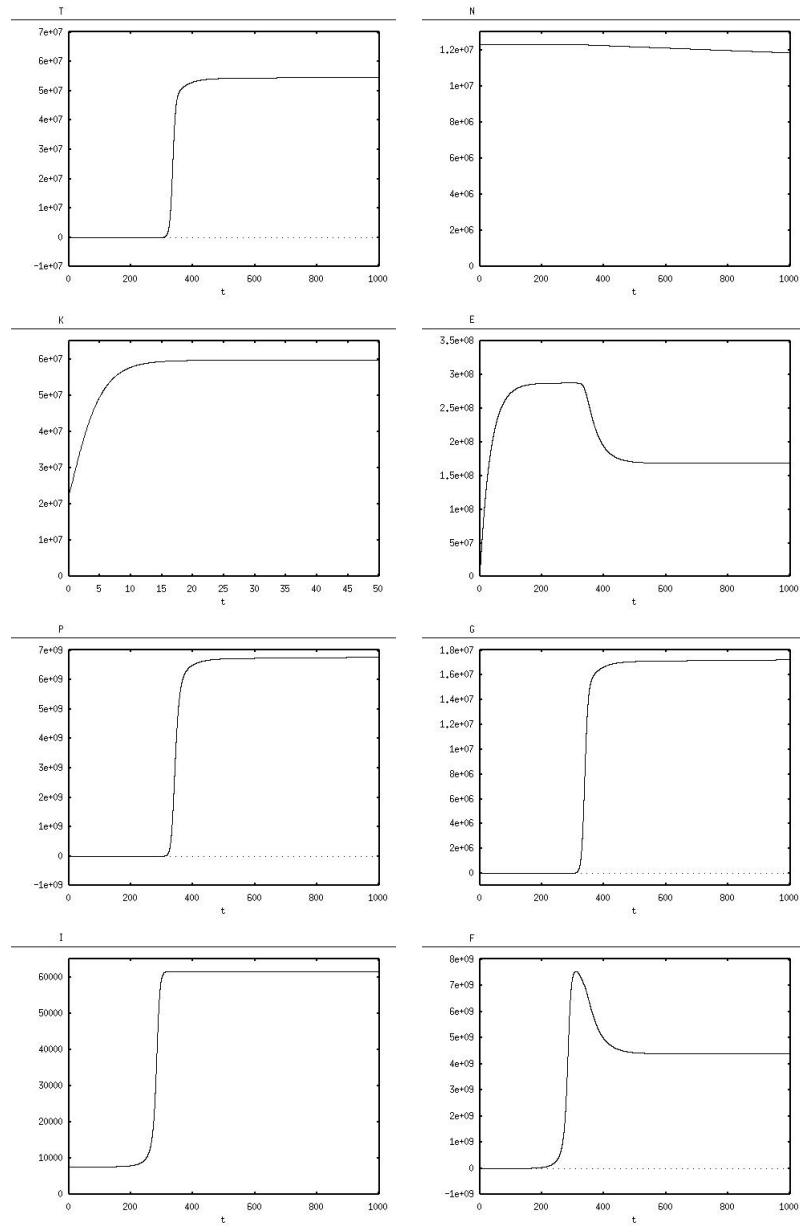 T
7e+07
6e+07
5e+07
4e+07
3e+07
2e+07
1e+07
0
-1e+07
0 200 400 600 800 1000
t
N
1.2e+07
1e+07
8e+06
6e+06
4e+06
2e+06
0
0 200 400 600 800 1000
t
K
6e+07
5e+07
4e+07
3e+07
2e+07
1e+07
0
0 5 10 15 20 25 30 35 40 45 50
t
E
3.5e+08
3e+08
2.5e+08
2e+08
1.5e+08
1e+08
5e+07
0
0 200 400 600 800 1000
t
P
7e+09
6e+09
5e+09
4e+09
3e+09
2e+09
1e+09
0
-1e+09
0 200 400 600 800 1000
t
G
1.8e+07
1.6e+07
1.4e+07
1.2e+07
1e+07
8e+06
6e+06
4e+06
2e+06
0
0 200 400 600 800 1000
t
I
60000
50000
40000
30000
20000
10000
0
0 200 400 600 800 1000
t
F
8e+09
7e+09
6e+09
5e+09
4e+09
3e+09
2e+09
1e+09
0
-1e+09
0 200 400 600 800 1000
t